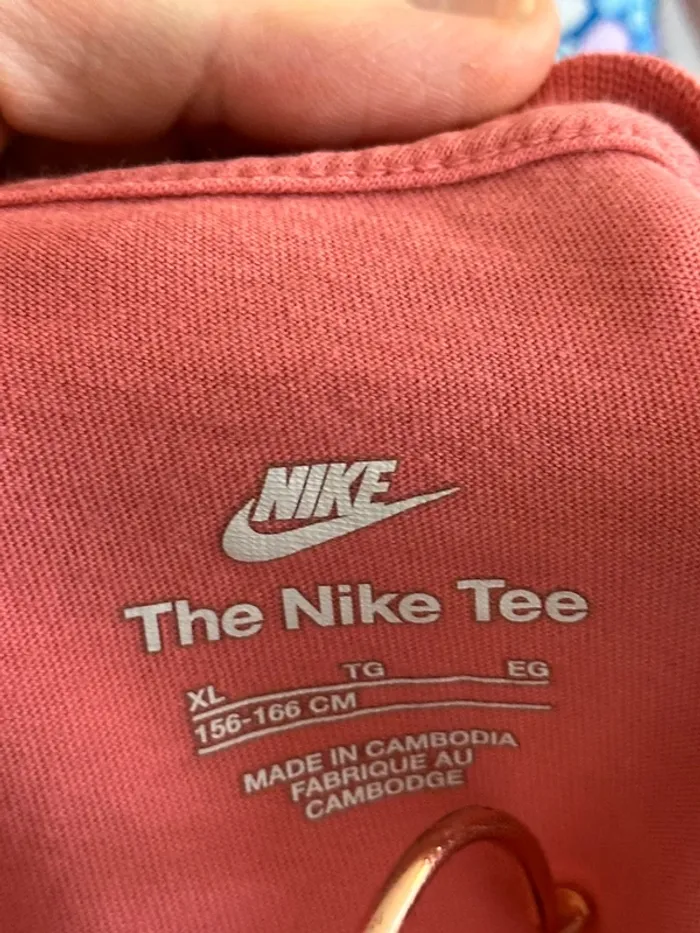 NIKE
The Nike Tee
XL TG EG
156-166 CM
MADE IN CAMBODIA
FABRIQUE AU
CAMBODGE